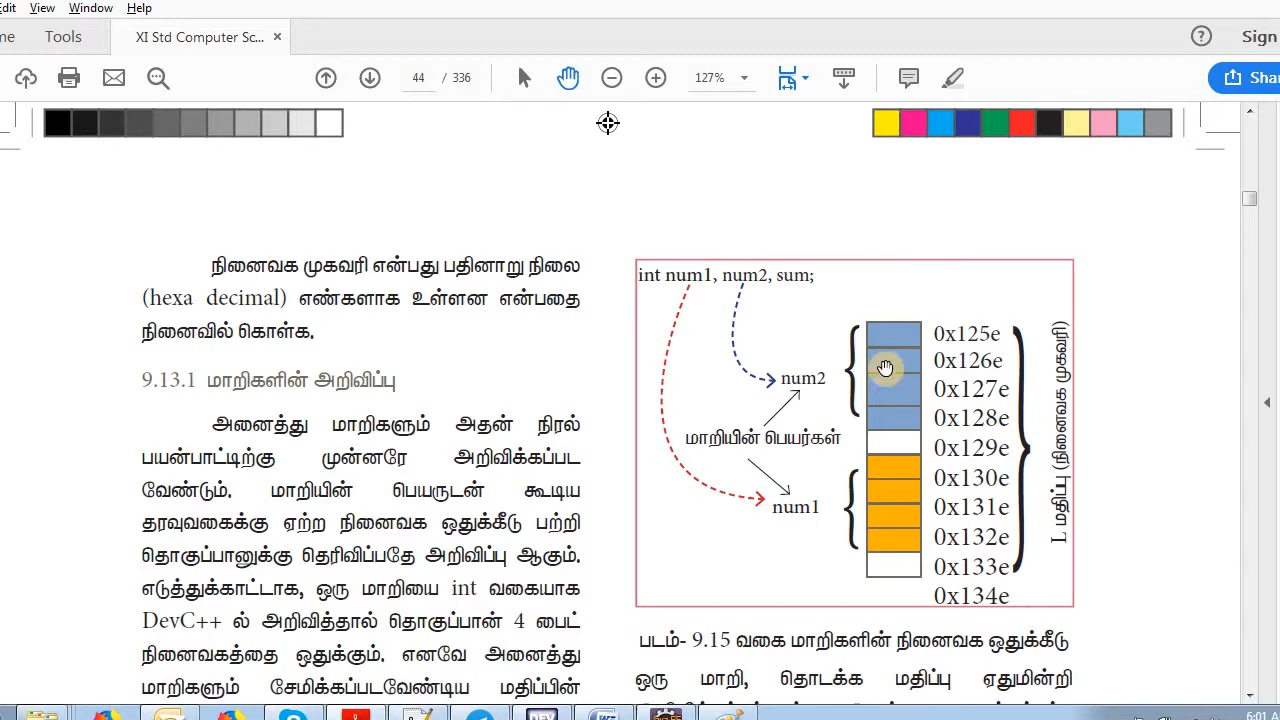 Edit View Window Help
Tools XI Std Computer Sc... × Sign
44 / 336 127%
நினைவக முகவரி என்பது பதினாறு நிலை
(hexa decimal) எண்களாக உள்ளன என்பதை
நினைவில் கொள்க.
9.13.1 மாறிகளின் அறிவிப்பு
அனைத்து மாறிகளும் அதன் நிரல்
பயன்பாட்டிற்கு முன்னரே அறிவிக்கப்பட
வேண்டும். மாறியின் பெயருடன் கூடிய
தரவுவகைக்கு ஏற்ற நினைவக ஒதுக்கீடு பற்றி
தொகுப்பானுக்கு தெரிவிப்பதே அறிவிப்பு ஆகும்.
எடுத்துக்காட்டாக, ஒரு மாறியை int வகையாக
DevC++ ல் அறிவித்தால் தொகுப்பான் 4 பைட்
நினைவகத்தை ஒதுக்கும். எனவே அனைத்து
மாறிகளும் சேமிக்கப்படவேண்டிய மதிப்பின்
int num1, num2, sum;
num2
மாறியின் பெயர்கள்
num1
0x125e
0x126e
0x127e
0x128e
0x129e
0x130e
0x131e
0x132e
0x133e
0x134e
L மதிப்பு (நினைவக முகவரி)
படம்- 9.15 வகை மாறிகளின் நினைவக ஒதுக்கீடு
ஒரு மாறி, தொடக்க மதிப்பு ஏதுமின்றி
6:01 A